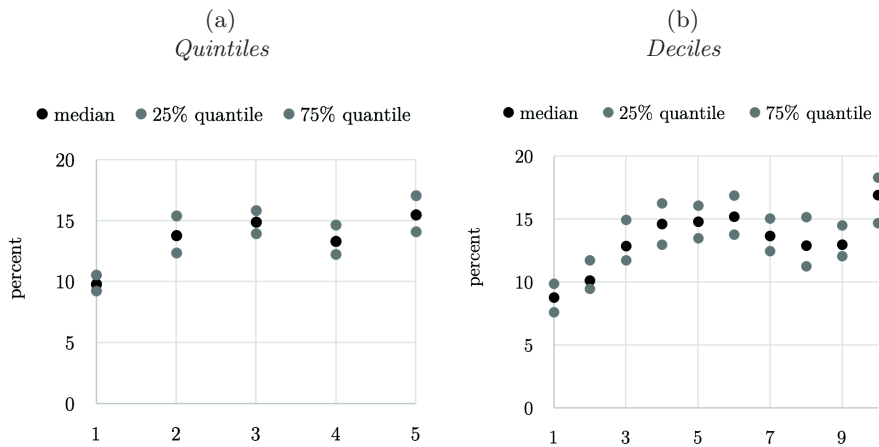 (a)
Quintiles
median 25% quantile 75% quantile
20
15
10
5
0
percent
1 2 3 4 5
(b)
Deciles
median 25% quantile 75% quantile
20
15
10
5
0
percent
1 3 5 7 9